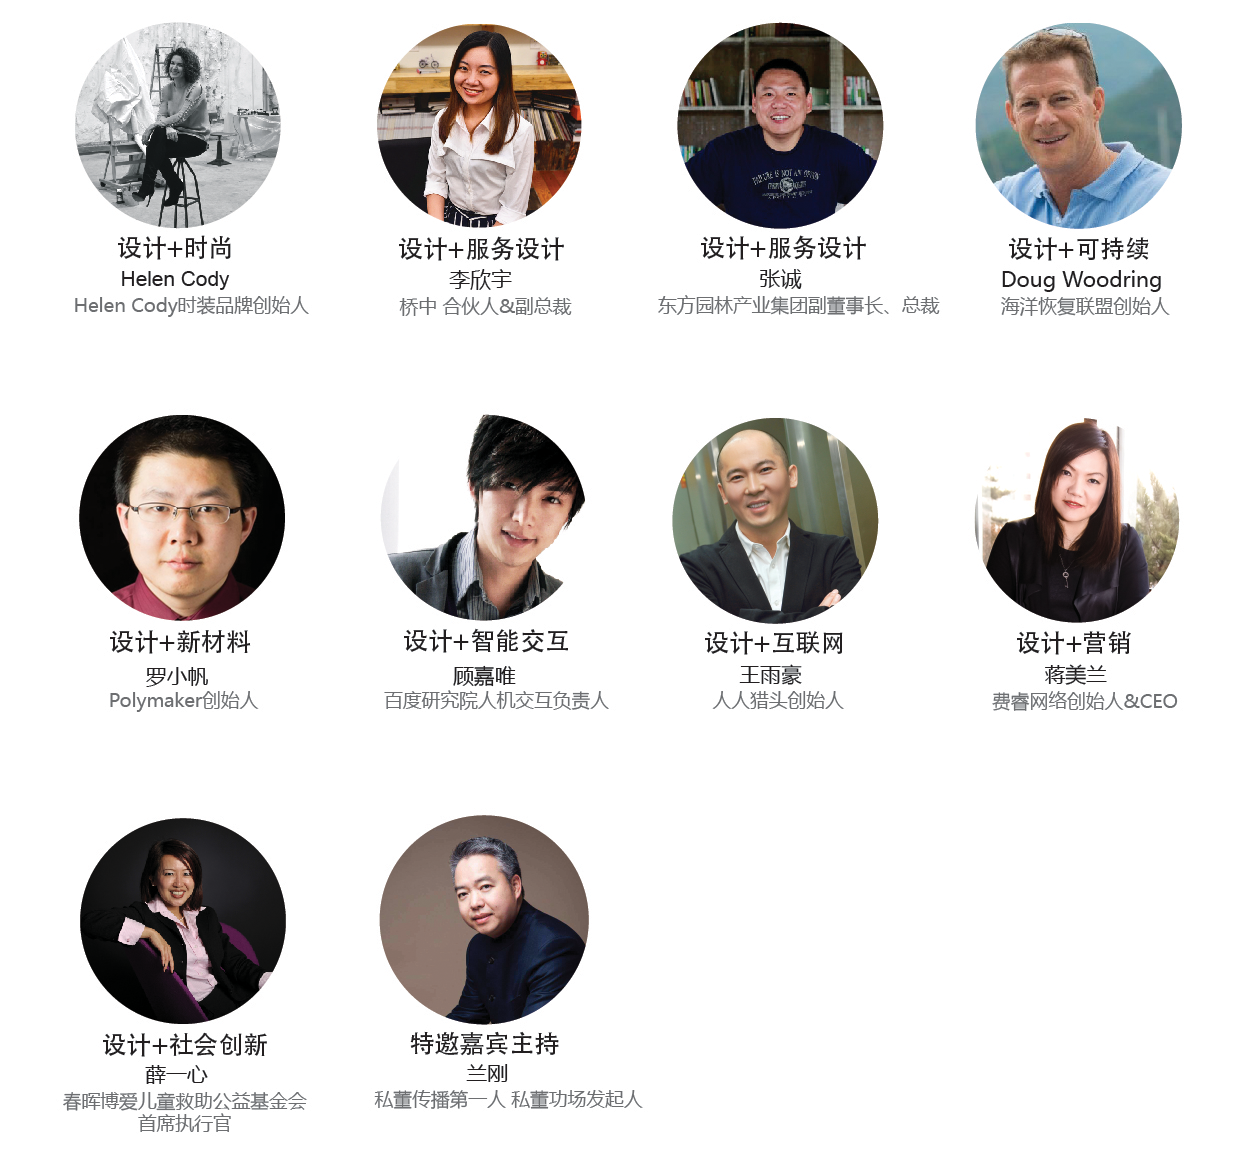 设计+时尚
Helen Cody
Helen Cody时装品牌创始人
设计+服务设计
李欣宇
桥中 合伙人&副总裁
设计+服务设计
张诚
东方园林产业集团副董事长、总裁
设计+可持续
Doug Woodring
海洋恢复联盟创始人
设计+新材料
罗小帆
Polymaker创始人
设计+智能交互
顾嘉唯
百度研究院人机交互负责人
设计+互联网
王雨豪
人人猎头创始人
设计+营销
蒋美兰
费睿网络创始人&CEO
设计+社会创新
薛一心
春晖博爱儿童救助公益基金会
首席执行官
特邀嘉宾主持
兰刚
私董传播第一人 私董功场发起人